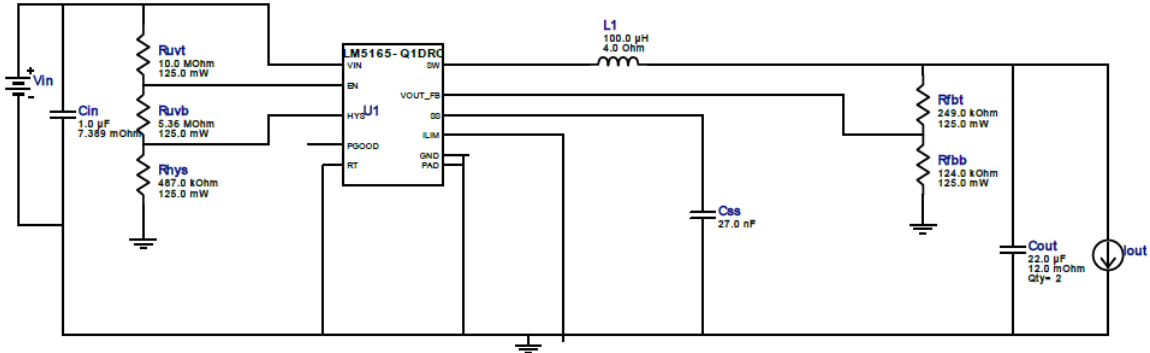 L1
100.0 µH
4.0 Ohm
LM5165-Q1DRC
Ruvt
10.0 MOhm
125.0 mW
VIN
SW
Vin
EN
VOUT_FB
Rfbt
249.0 kOhm
125.0 mW
Cin
1.0 µF
7.389 mOhm
Ruvb
5.36 MOhm
125.0 mW
HYS
U1
SS
ILIM
PGOOD
GND
RT
PAD
Rfbb
124.0 kOhm
125.0 mW
Rhys
487.0 kOhm
125.0 mW
Css
27.0 nF
Cout
22.0 µF
12.0 mOhm
Qty= 2
Iout